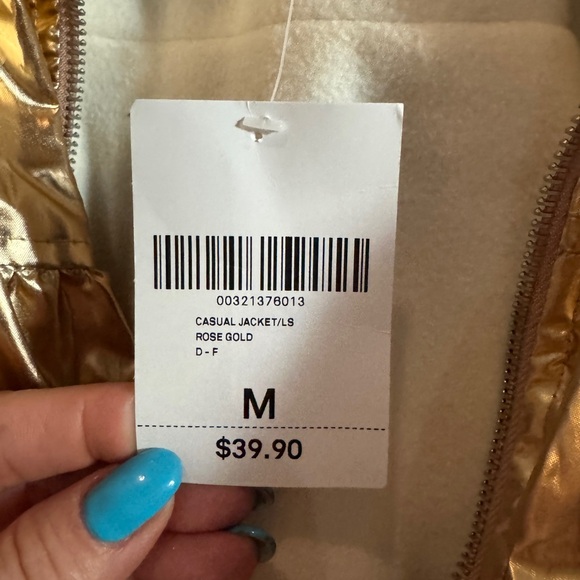 00321376013
CASUAL JACKET/LS
ROSE GOLD
D - F
M
$39.90